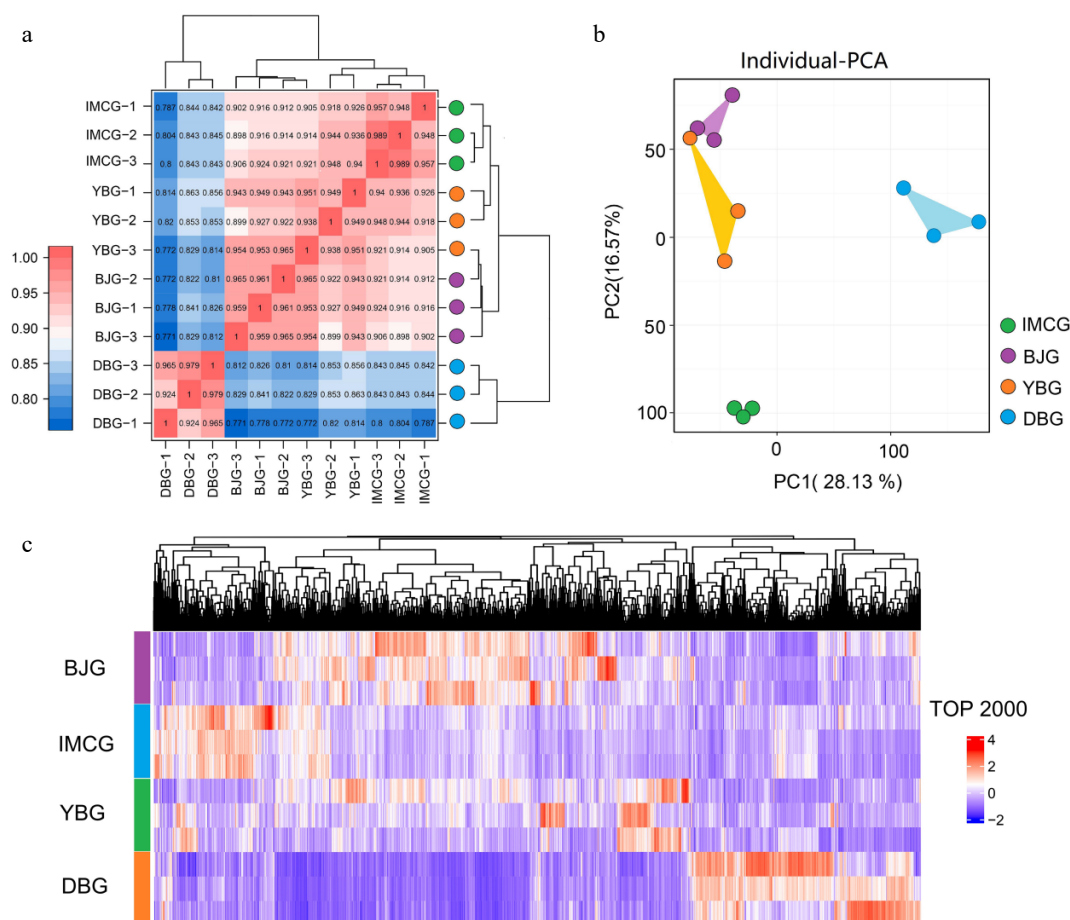 a
IMCG-1 0.787 0.844 0.842 0.902 0.916 0.912 0.905 0.918 0.926 0.957 0.948 1
IMCG-2 0.804 0.843 0.845 0.898 0.916 0.914 0.914 0.944 0.936 0.989 1 0.948
IMCG-3 0.8 0.843 0.843 0.906 0.924 0.921 0.921 0.948 0.94 1 0.989 0.957
YBG-1 0.814 0.863 0.856 0.943 0.949 0.943 0.951 0.949 1 0.94 0.936 0.926
YBG-2 0.82 0.853 0.853 0.899 0.927 0.922 0.938 1 0.949 0.948 0.944 0.918
YBG-3 0.772 0.829 0.814 0.954 0.953 0.965 1 0.938 0.951 0.921 0.914 0.905
BJG-2 0.772 0.822 0.81 0.965 0.961 1 0.965 0.922 0.943 0.921 0.914 0.912
BJG-1 0.778 0.841 0.826 0.959 1 0.961 0.953 0.927 0.949 0.924 0.916 0.916
BJG-3 0.771 0.829 0.812 1 0.959 0.965 0.954 0.899 0.943 0.906 0.898 0.902
DBG-3 0.965 0.979 1 0.812 0.826 0.81 0.814 0.853 0.856 0.843 0.845 0.842
DBG-2 0.924 1 0.979 0.829 0.841 0.822 0.829 0.853 0.863 0.843 0.843 0.844
DBG-1 1 0.924 0.965 0.771 0.778 0.772 0.772 0.82 0.814 0.8 0.804 0.787
DBG-1 DBG-2 DBG-3 BJG-3 BJG-1 BJG-2 YBG-3 YBG-2 YBG-1 IMCG-3 IMCG-2 IMCG-1
1.00
0.95
0.90
0.85
0.80
b
Individual-PCA
PC2(16.57%)
50
0
50
100
0 100
PC1( 28.13 %)
IMCG
BJG
YBG
DBG
c
BJG
IMCG
YBG
DBG
TOP 2000
4
2
0
−2